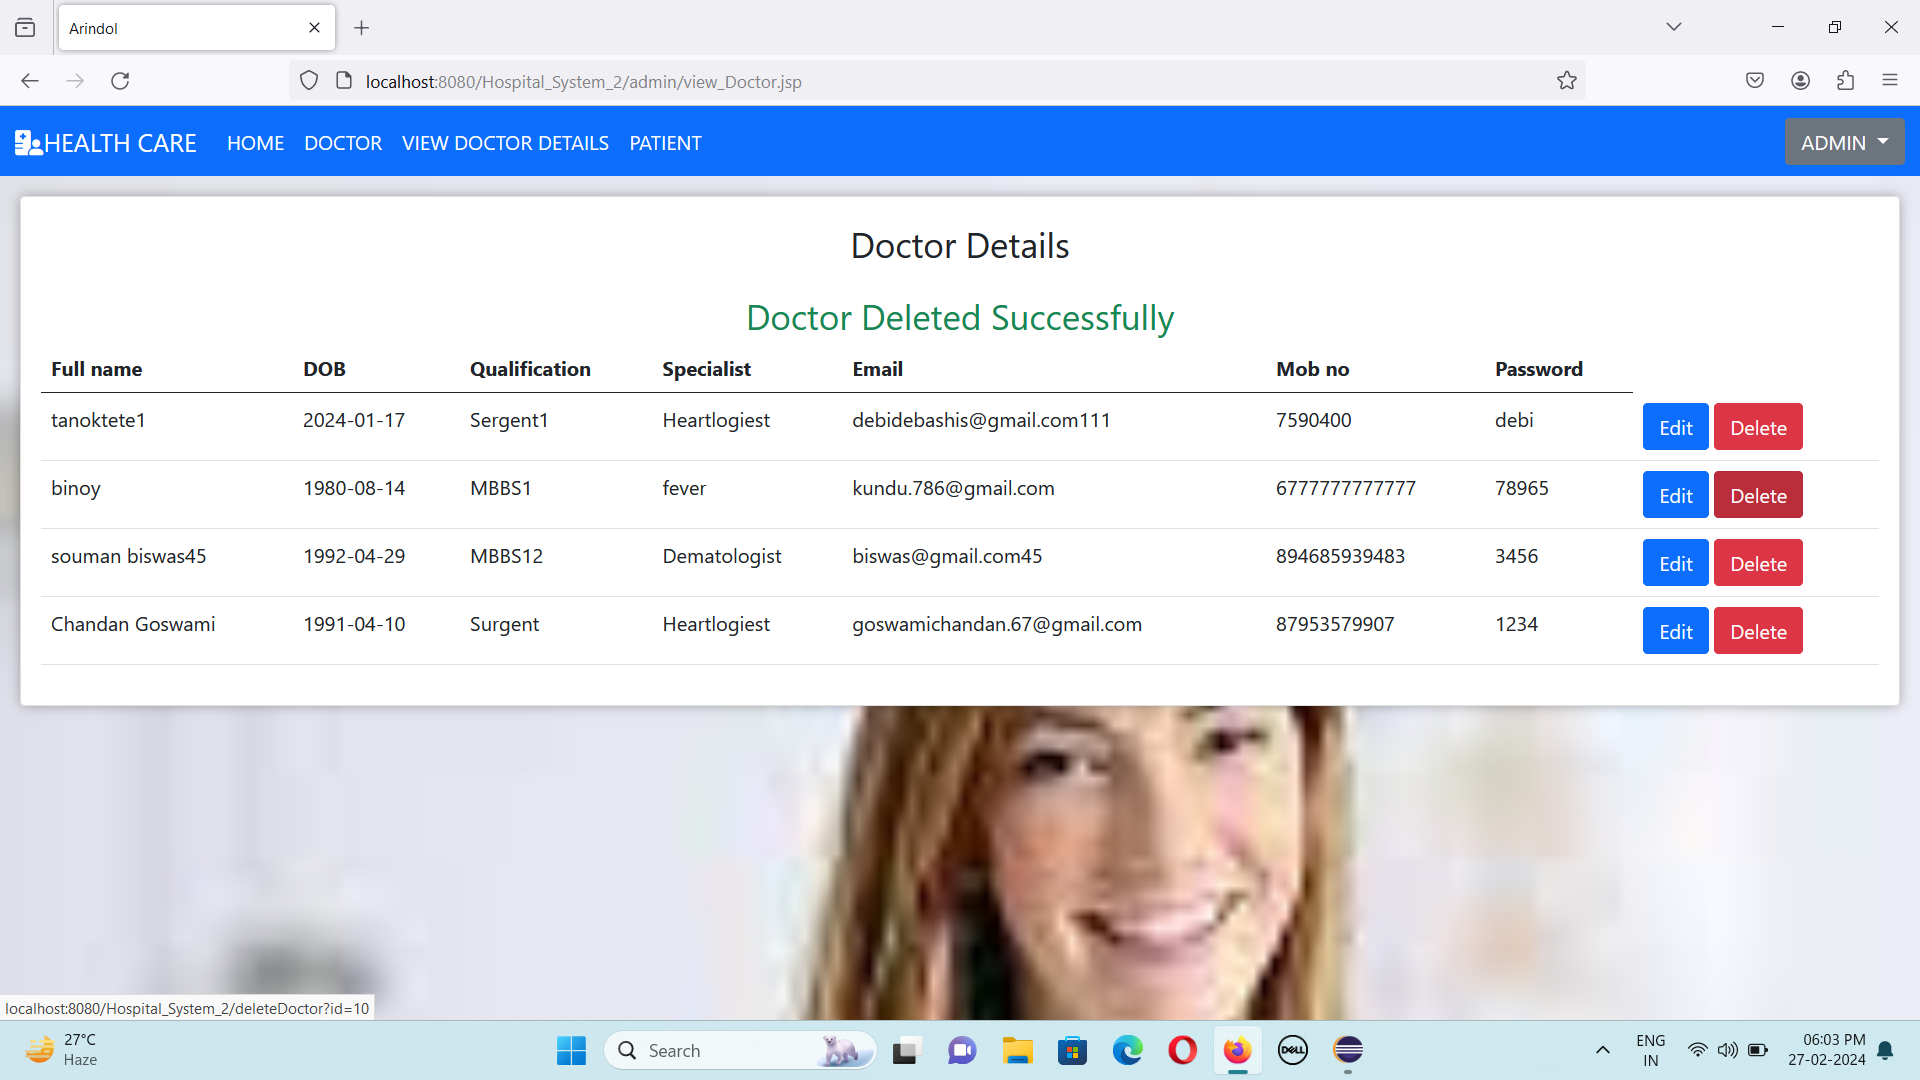 Arindol
localhost:8080/Hospital_System_2/admin/view_Doctor.jsp
HEALTH CARE HOME DOCTOR VIEW DOCTOR DETAILS PATIENT ADMIN
Doctor Details
Doctor Deleted Successfully
Full name DOB Qualification Specialist Email Mob no Password
tanoktete1 2024-01-17 Sergent1 Heartlogiest debidebashis@gmail.com111 7590400 debi Edit Delete
binoy 1980-08-14 MBBS1 fever kundu.786@gmail.com 6777777777777 78965 Edit Delete
souman biswas45 1992-04-29 MBBS12 Dematologist biswas@gmail.com45 894685939483 3456 Edit Delete
Chandan Goswami 1991-04-10 Surgent Heartlogiest goswamichandan.67@gmail.com 87953579907 1234 Edit Delete
localhost:8080/Hospital_System_2/deleteDoctor?id=10
27°C
Haze
Search
DELL
ENG
IN
06:03 PM
27-02-2024